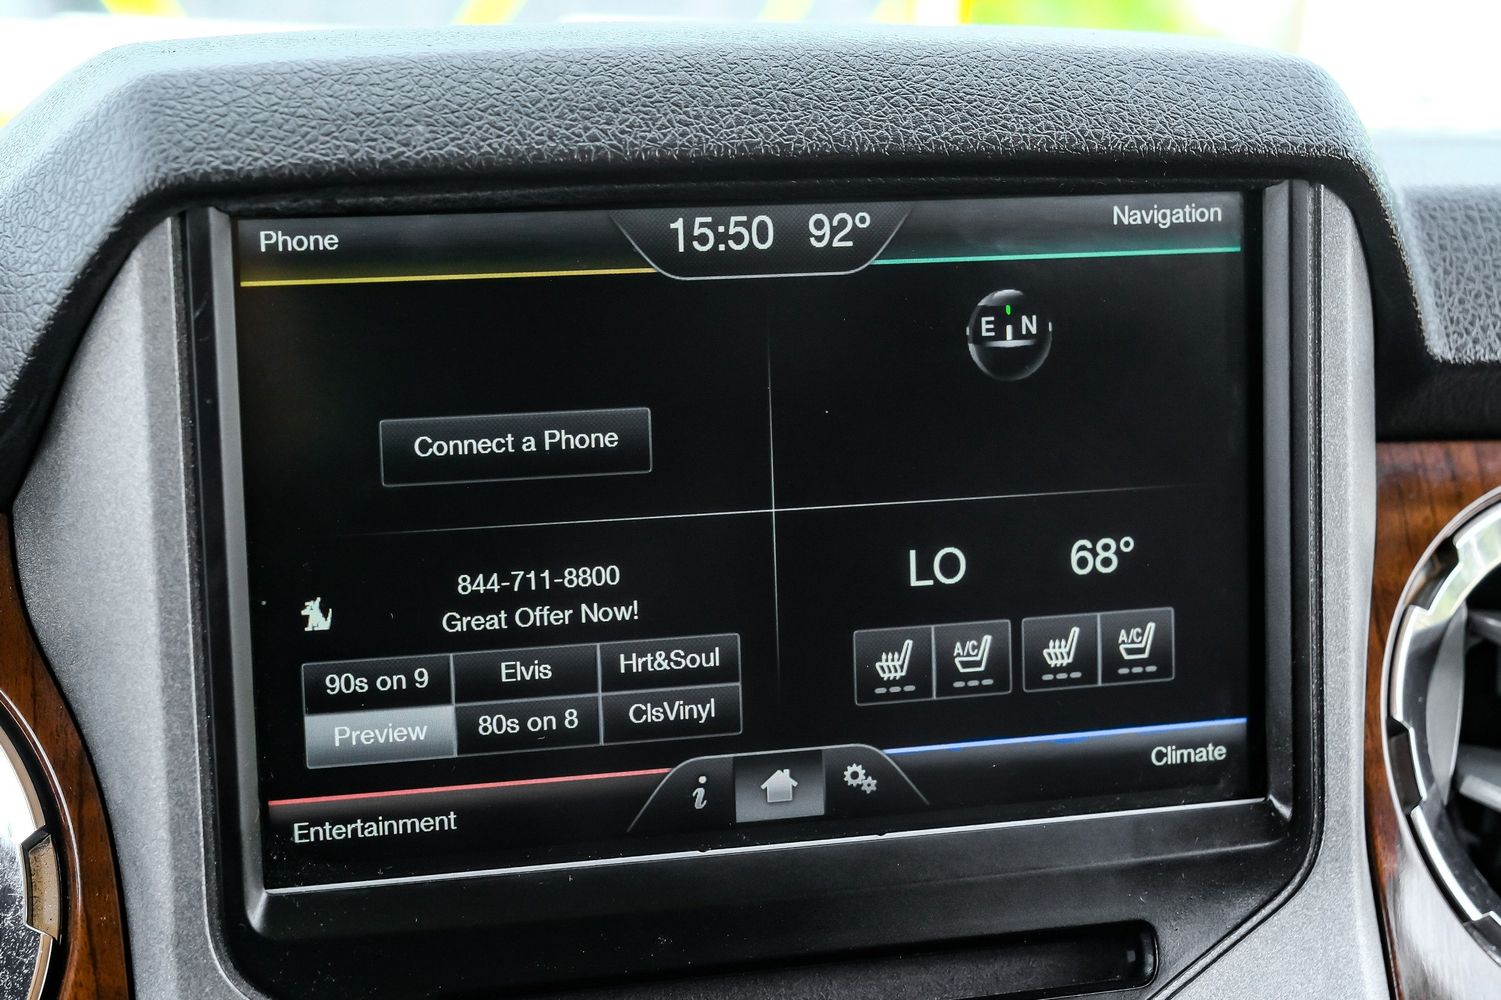 Phone
15:50 92°
Navigation
E N
Connect a Phone
844-711-8800
Great Offer Now!
90s on 9
Elvis
Hrt&Soul
Preview
80s on 8
ClsVinyl
LO 68°
A/C
A/C
i
Entertainment
Climate